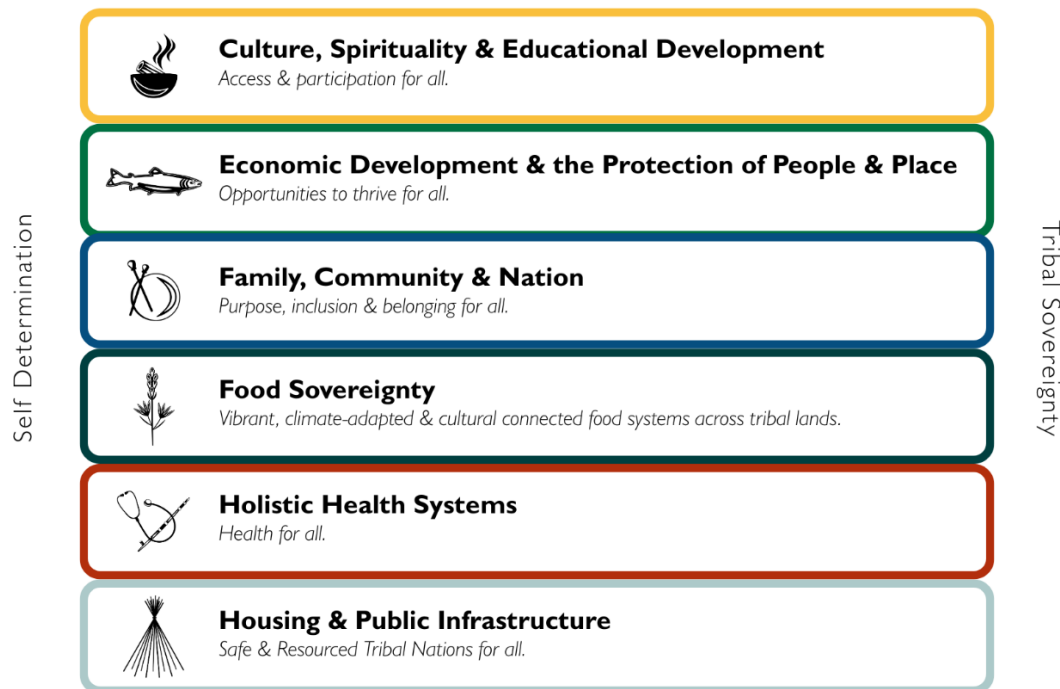 Culture, Spirituality & Educational Development
Access & participation for all.
Economic Development & the Protection of People & Place
Opportunities to thrive for all.
Family, Community & Nation
Purpose, inclusion & belonging for all.
Food Sovereignty
Vibrant, climate-adapted & cultural connected food systems across tribal lands.
Holistic Health Systems
Health for all.
Housing & Public Infrastructure
Safe & Resourced Tribal Nations for all.
Self Determination
Tribal Sovereignty